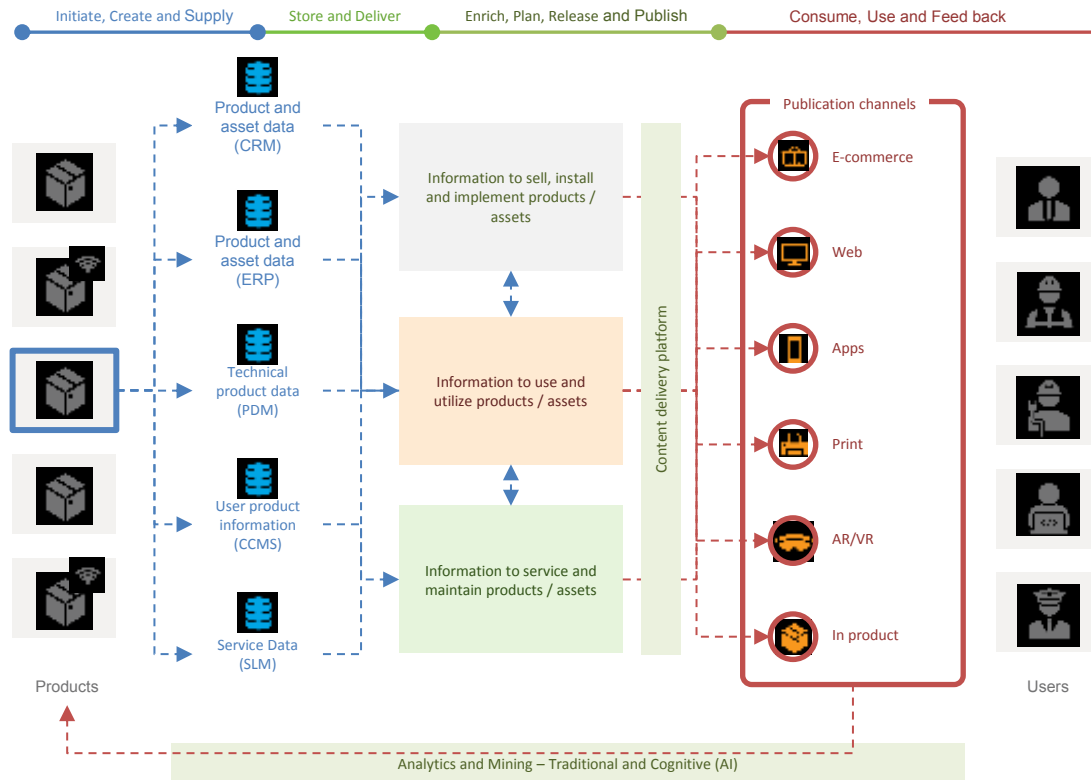 Initiate, Create and Supply
Store and Deliver
Enrich, Plan, Release and Publish
Consume, Use and Feed back
Product and
asset data
(CRM)
Product and
asset data
(ERP)
Technical
product data
(PDM)
User product
information
(CCMS)
Service Data
(SLM)
Products
Information to sell, install
and implement products /
assets
Information to use and
utilize products / assets
Information to service and
maintain products / assets
Content delivery platform
Publication channels
E-commerce
Web
Apps
Print
AR/VR
In product
Users
Analytics and Mining – Traditional and Cognitive (AI)